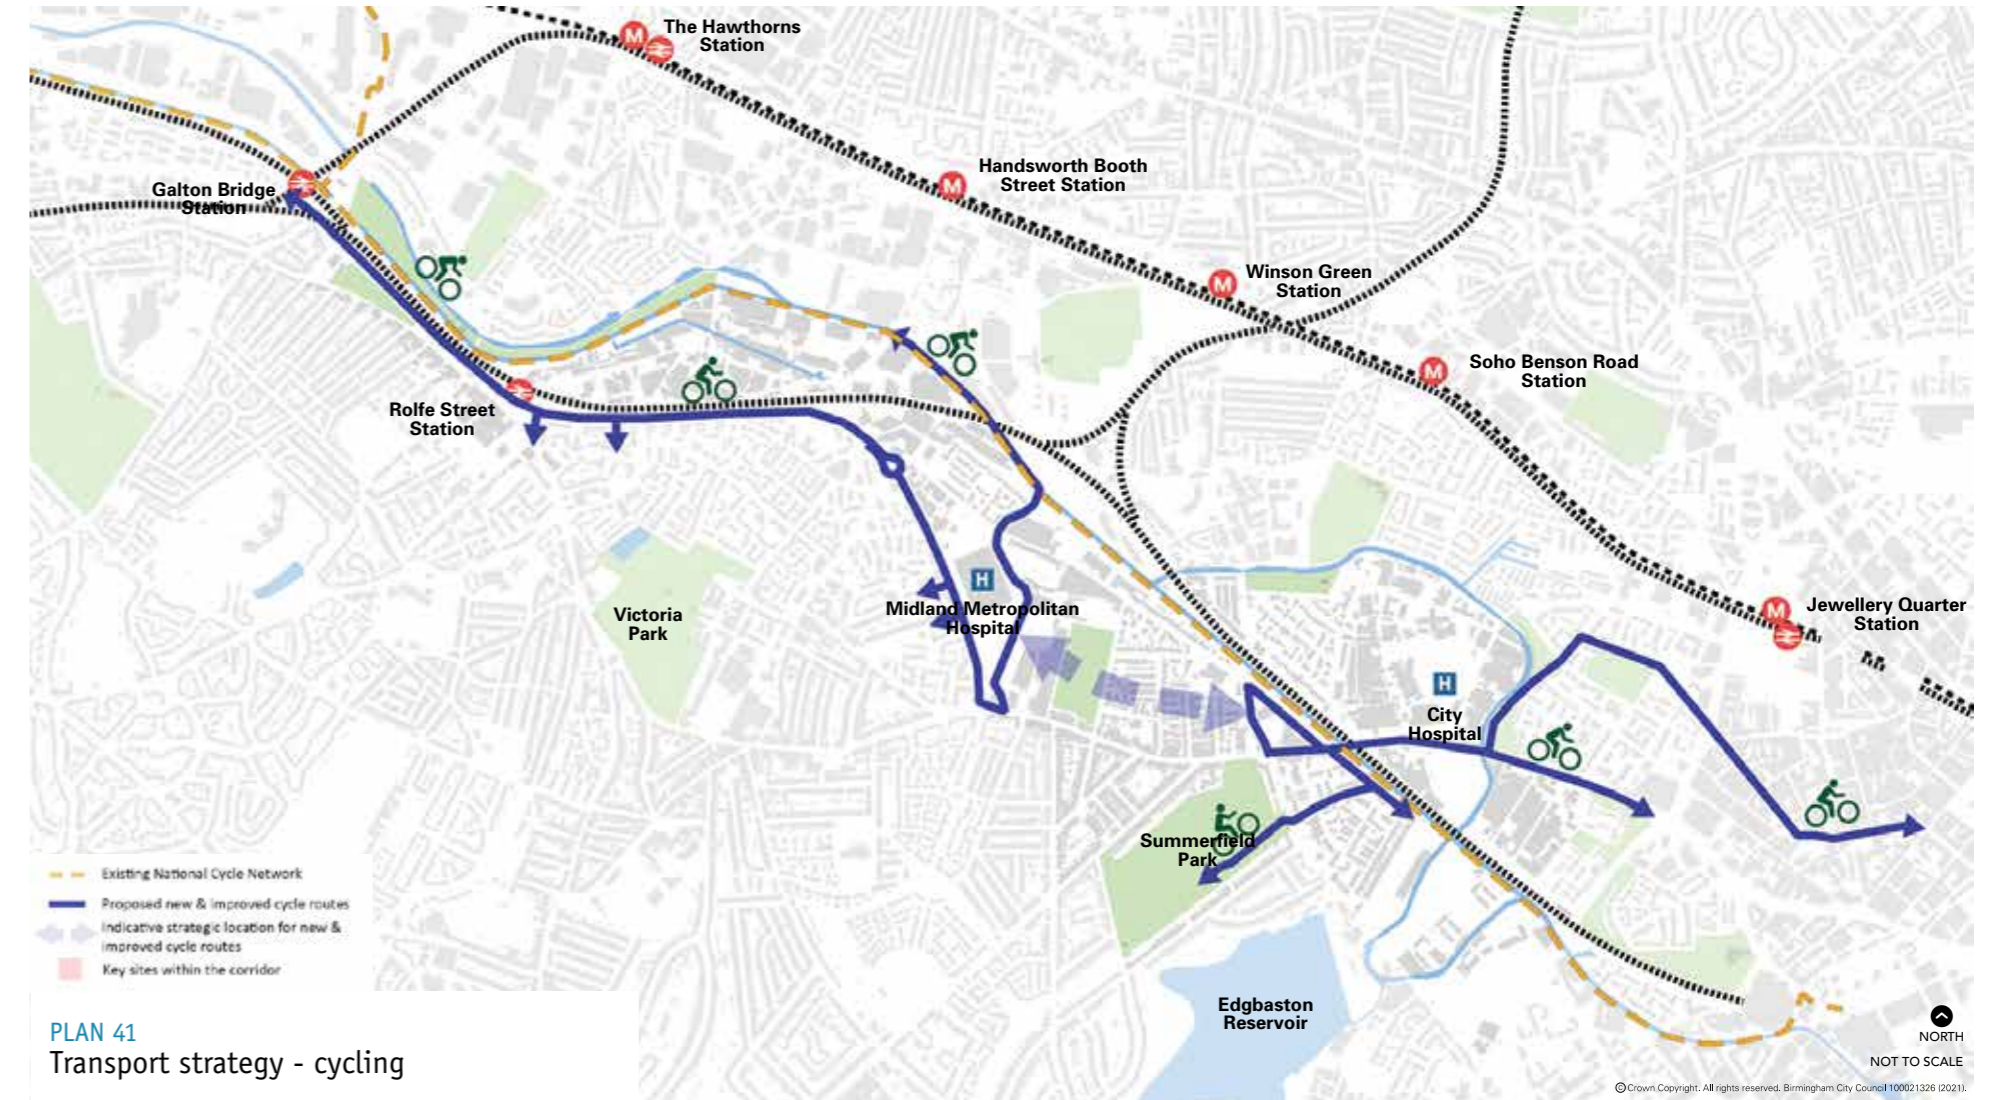 The Hawthorns
Station
M
Handsworth Booth
Street Station
M
Galton Bridge
Station
Winson Green
Station
M
Soho Benson Road
Station
M
Rolfe Street
Station
H
Midland Metropolitan
Hospital
Victoria
Park
M
Jewellery Quarter
Station
H
City
Hospital
Summerfield
Park
Existing National Cycle Network
Proposed new & improved cycle routes
Indicative strategic location for new &
improved cycle routes
Key sites within the corridor
Edgbaston
Reservoir
PLAN 41
Transport strategy - cycling
NORTH
NOT TO SCALE
©Crown Copyright. All rights reserved. Birmingham City Council 100021326 (2021).